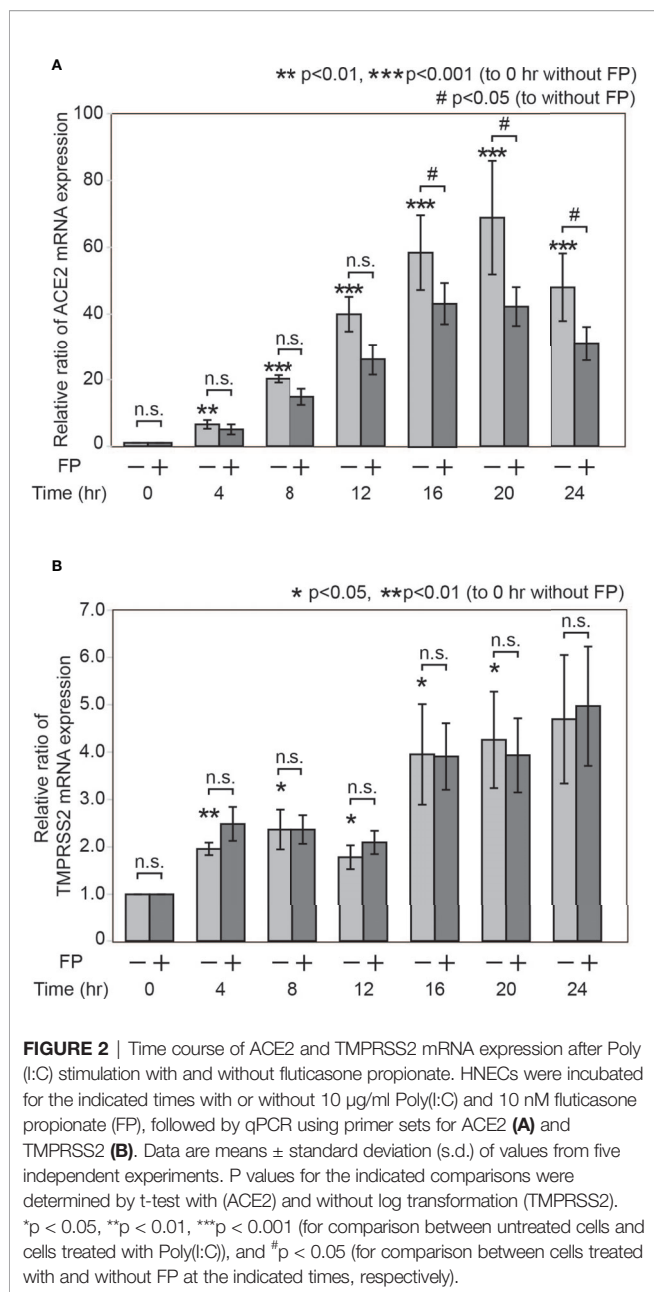 A
** p<0.01, ***p<0.001 (to 0 hr without FP)
# p<0.05 (to without FP)
Relative ratio of ACE2 mRNA expression
100
80
60
40
20
0
n.s.
n.s.
**
n.s.
***
n.s.
***
#
***
#
***
#
***
FP − + − + − + − + − + − + − +
Time (hr) 0 4 8 12 16 20 24
B
* p<0.05, **p<0.01 (to 0 hr without FP)
Relative ratio of
TMPRSS2 mRNA expression
7.0
6.0
5.0
4.0
3.0
2.0
1.0
0
n.s.
n.s.
**
n.s.
*
n.s.
*
n.s.
*
n.s.
*
n.s.
FP − + − + − + − + − + − + − +
Time (hr) 0 4 8 12 16 20 24
FIGURE 2 | Time course of ACE2 and TMPRSS2 mRNA expression after Poly
(I:C) stimulation with and without fluticasone propionate. HNECs were incubated
for the indicated times with or without 10 μg/ml Poly(I:C) and 10 nM fluticasone
propionate (FP), followed by qPCR using primer sets for ACE2 (A) and
TMPRSS2 (B). Data are means ± standard deviation (s.d.) of values from five
independent experiments. P values for the indicated comparisons were
determined by t-test with (ACE2) and without log transformation (TMPRSS2).
*p < 0.05, **p < 0.01, ***p < 0.001 (for comparison between untreated cells and
cells treated with Poly(I:C)), and #p < 0.05 (for comparison between cells treated
with and without FP at the indicated times, respectively).